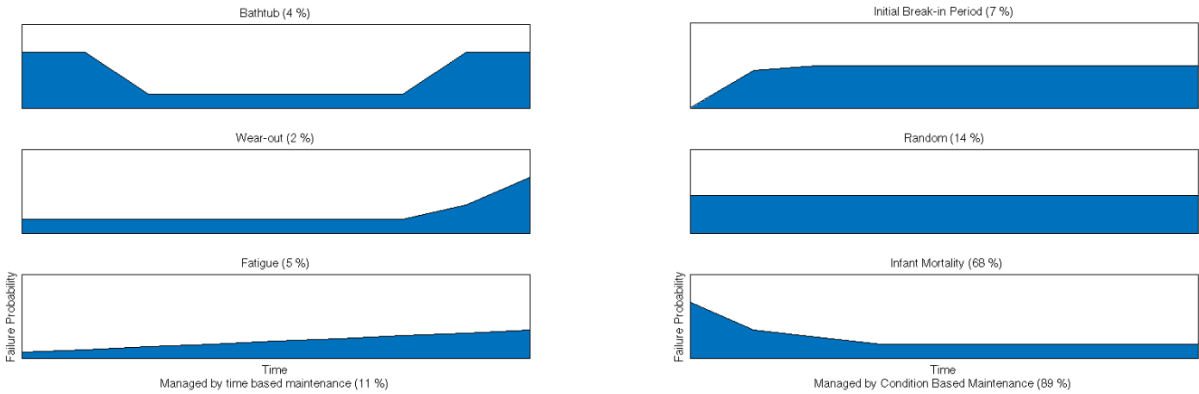 Bathtub (4 %)
Initial Break-in Period (7 %)
Wear-out (2 %)
Random (14 %)
Fatigue (5 %)
Infant Mortality (68 %)
Failure Probability
Failure Probability
Time
Managed by time based maintenance (11 %)
Time
Managed by Condition Based Maintenance (89 %)